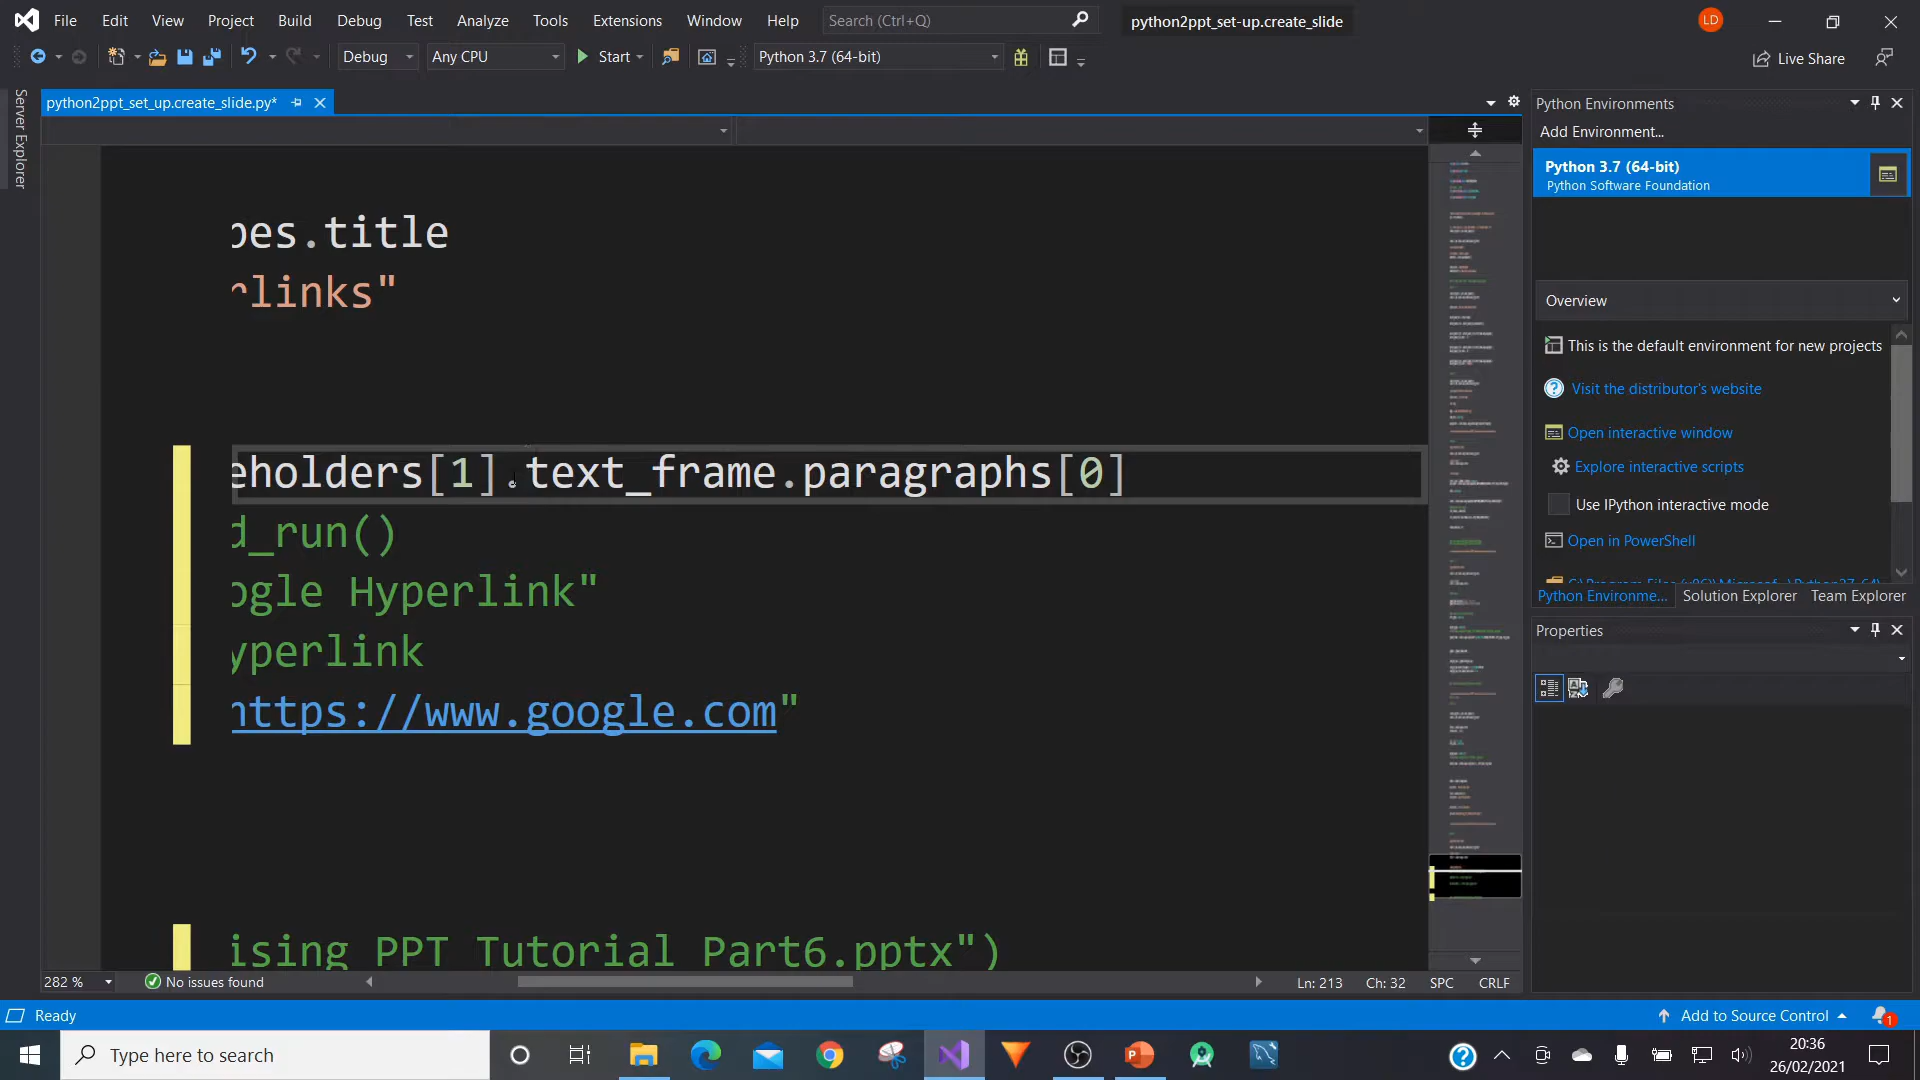 File Edit View Project Build Debug Test Analyze Tools Extensions Window Help Search (Ctrl+Q) python2ppt_set-up.create_slide LD
Debug Any CPU Start Python 3.7 (64-bit) Live Share
Server Explorer
python2ppt_set_up.create_slide.py*
pes.title
rlinks"
eholders[1].text_frame.paragraphs[0]
d_run()
ogle Hyperlink"
yperlink
https://www.google.com"
ising PPT Tutorial Part6.pptx")
282 % No issues found Ln: 213 Ch: 32 SPC CRLF
Python Environments
Add Environment...
Python 3.7 (64-bit)
Python Software Foundation
Overview
This is the default environment for new projects
Visit the distributor's website
Open interactive window
Explore interactive scripts
Use IPython interactive mode
Open in PowerShell
Python Environme... Solution Explorer Team Explorer
Properties
Ready Add to Source Control 1
Type here to search
20:36
26/02/2021